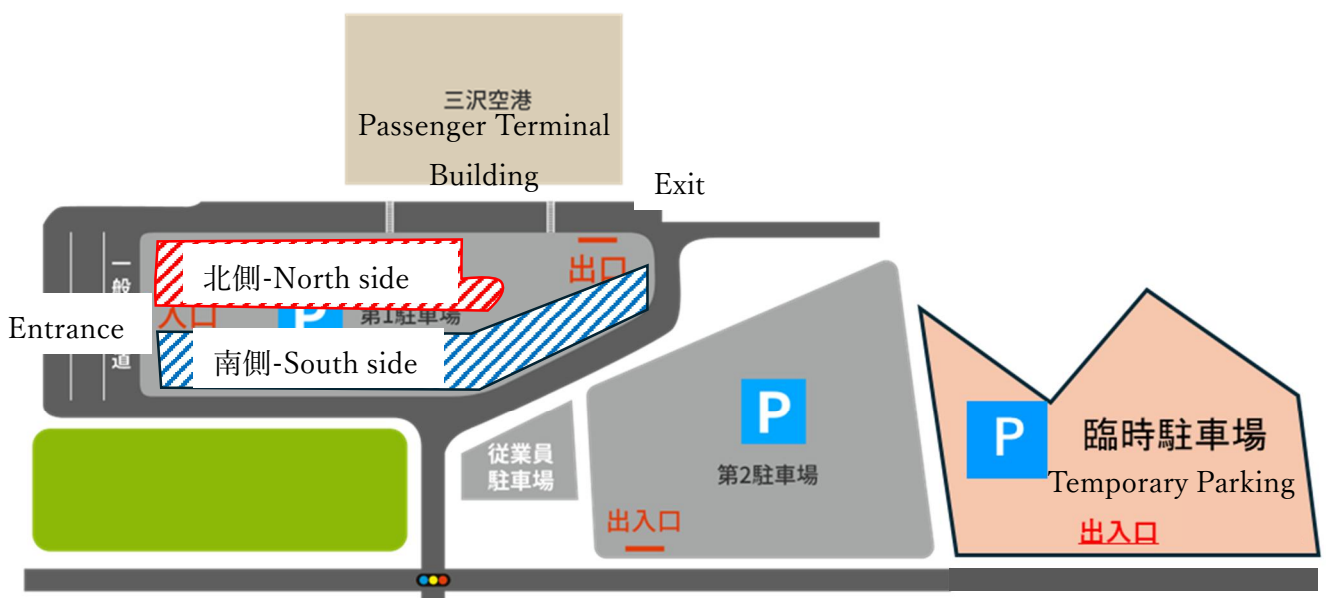 三沢空港
Passenger Terminal
Building
Exit
一般
道
北側-North side
出口
入口
P
第1駐車場
Entrance
南側-South side
従業員
駐車場
P
第2駐車場
出入口
P
臨時駐車場
Temporary Parking
出入口